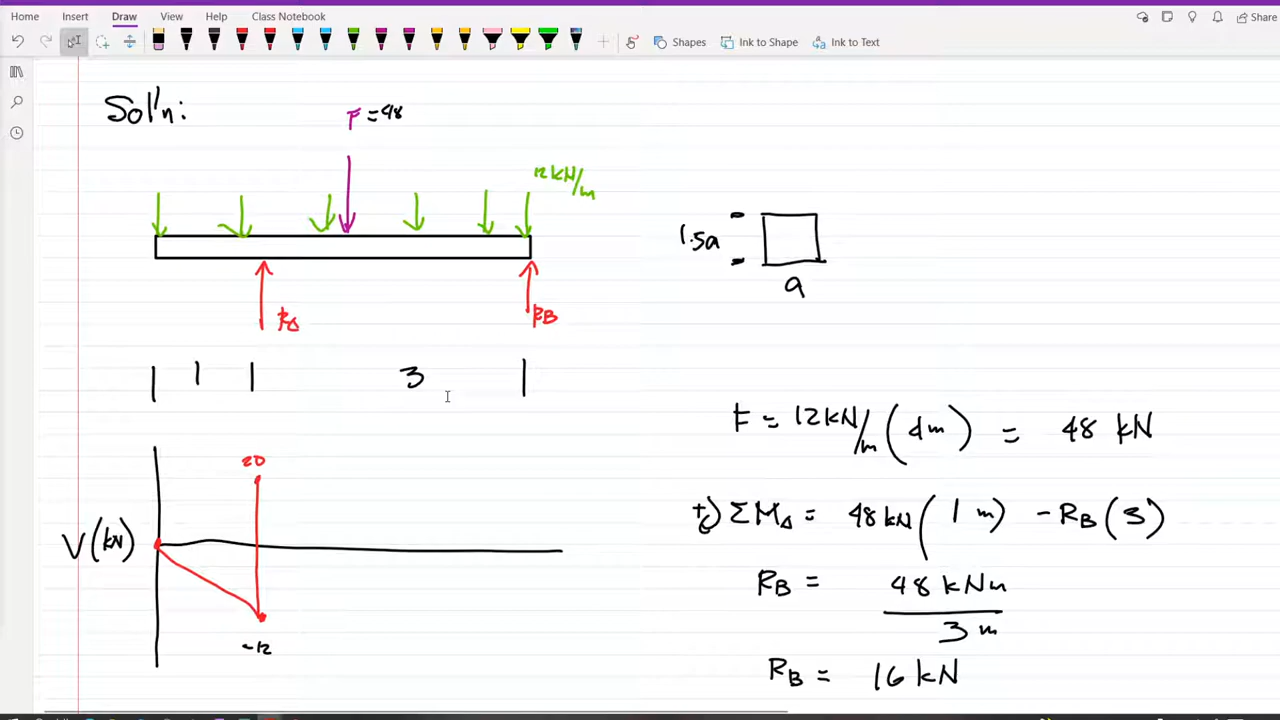 Home Insert Draw View Help Class Notebook Share
Shapes Ink to Shape Ink to Text
Sol'n:
F = 48
12 kN/m
1.5a
a
RA
RB
1 3
F = 12 kN/m (4m) = 48 kN
20
V (kN)
+ ΣMA = 48 kN (1 m) - RB (3)
RB = 48 kNm
3 m
-12
RB = 16 kN